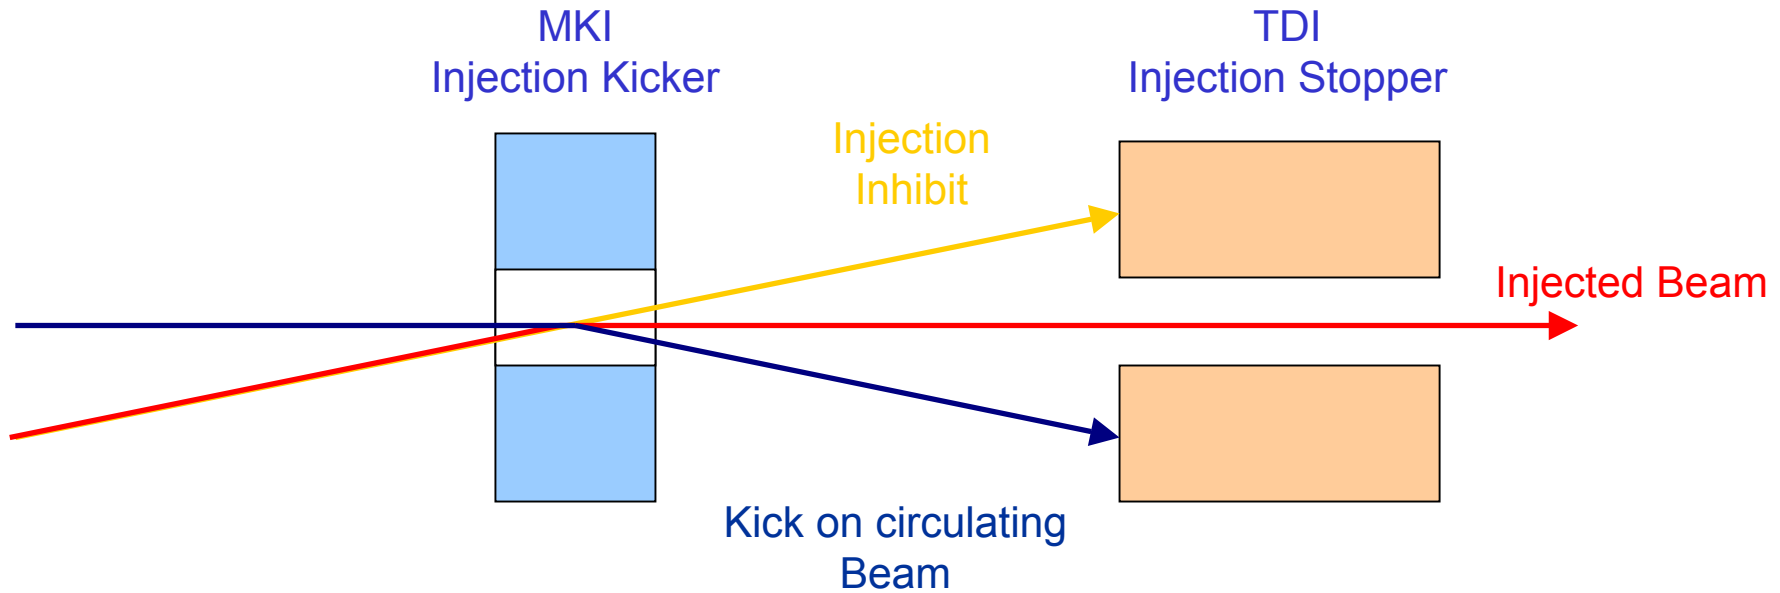 MKI
Injection Kicker
TDI
Injection Stopper
Injection
Inhibit
Injected Beam
Kick on circulating
Beam